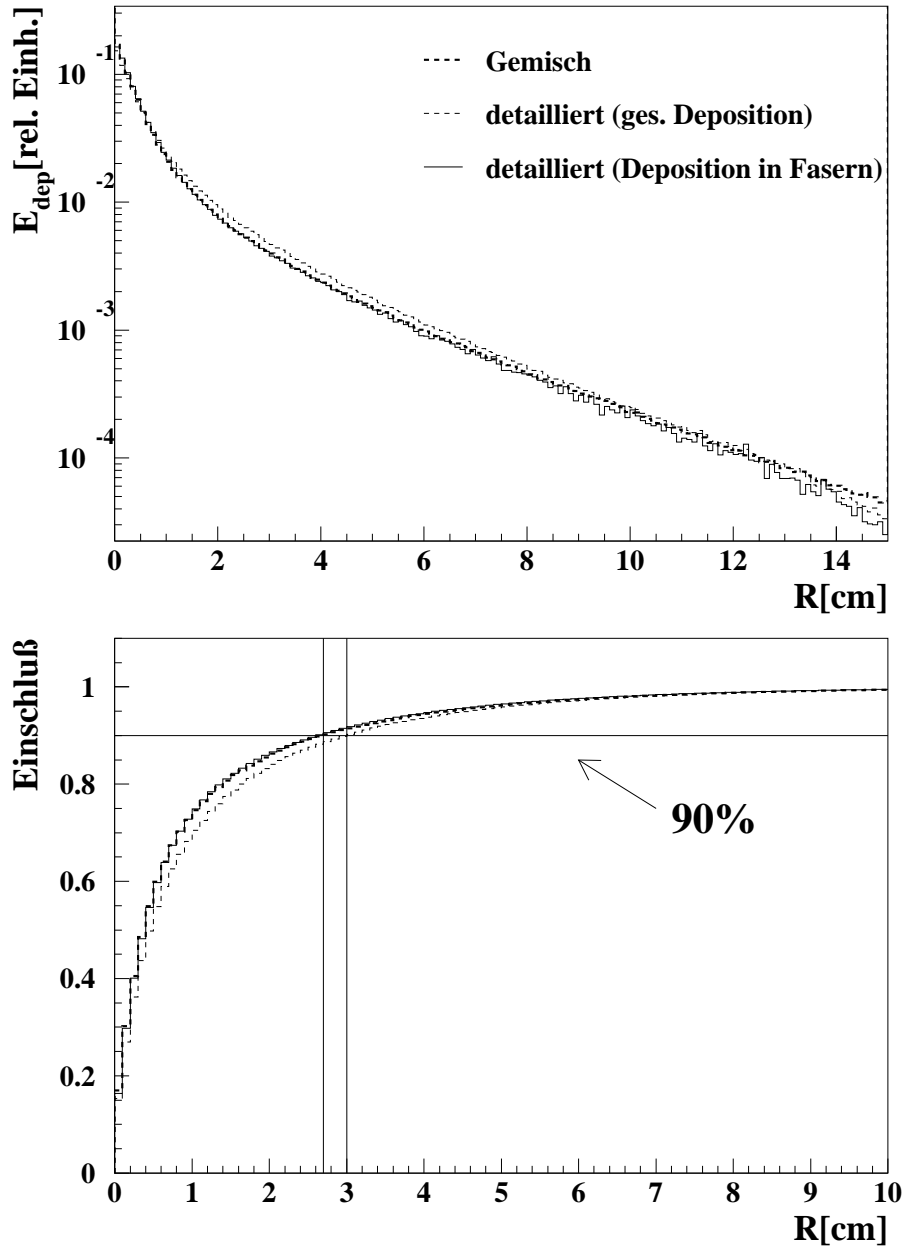 E_dep[rel. Einh.]
10^-1
10^-2
10^-3
10^-4
Gemisch
detailliert (ges. Deposition)
detailliert (Deposition in Fasern)
0 2 4 6 8 10 12 14
R[cm]
Einschluß
1
0.8
0.6
0.4
0.2
0
90%
0 1 2 3 4 5 6 7 8 9 10
R[cm]